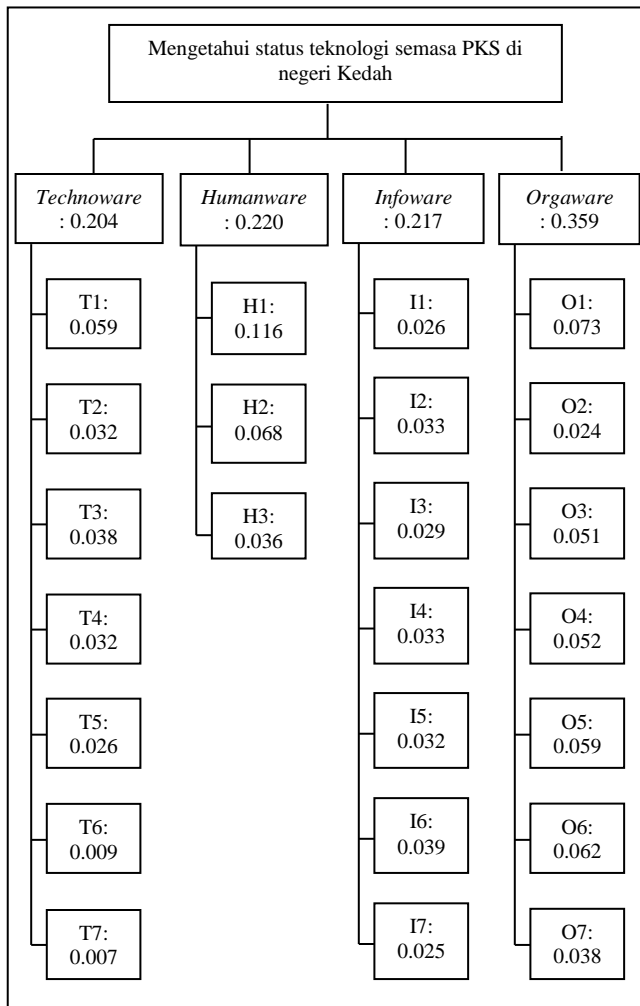 Mengetahui status teknologi semasa PKS di
negeri Kedah
Technoware
: 0.204
Humanware
: 0.220
Infoware
: 0.217
Orgaware
: 0.359
T1:
0.059
H1:
0.116
I1:
0.026
O1:
0.073
T2:
0.032
H2:
0.068
I2:
0.033
O2:
0.024
T3:
0.038
H3:
0.036
I3:
0.029
O3:
0.051
T4:
0.032
I4:
0.033
O4:
0.052
T5:
0.026
I5:
0.032
O5:
0.059
T6:
0.009
I6:
0.039
O6:
0.062
T7:
0.007
I7:
0.025
O7:
0.038